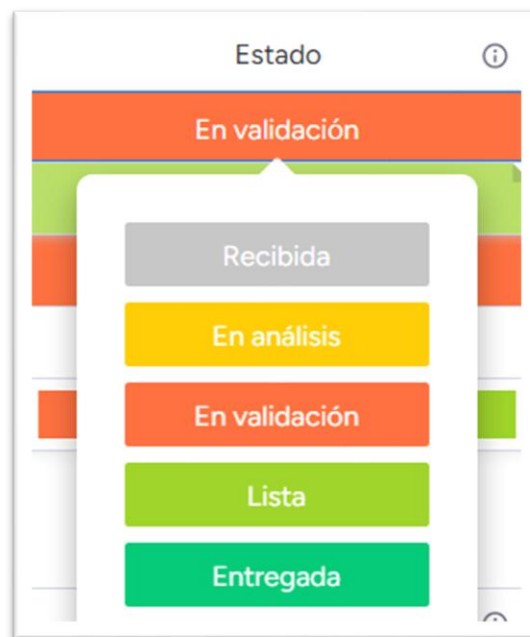 Estado
En validación
Recibida
En análisis
En validación
Lista
Entregada